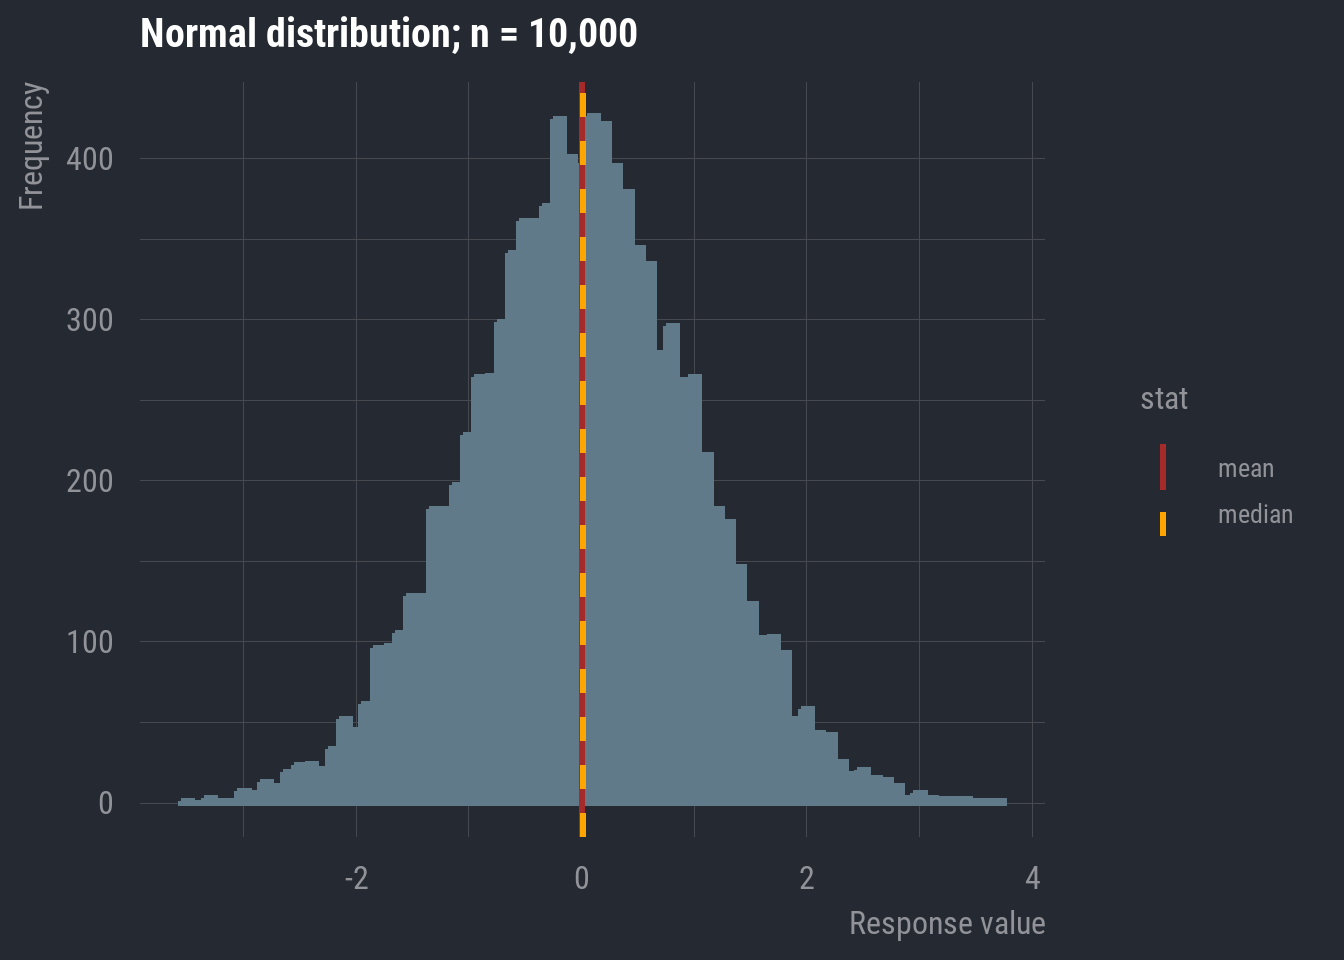 Normal distribution; n = 10,000
Frequency
400
300
200
100
0
-2
0
2
4
Response value
stat
mean
median